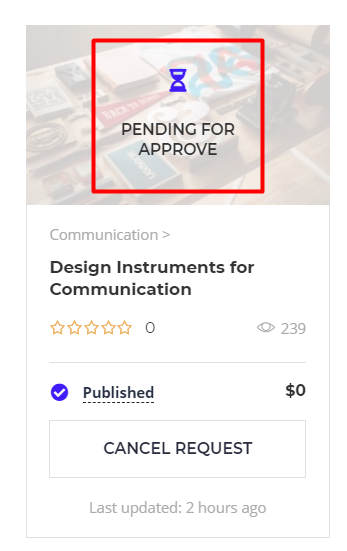 PENDING FOR
APPROVE
Communication >
Design Instruments for
Communication
0
239
Published
$0
CANCEL REQUEST
Last updated: 2 hours ago